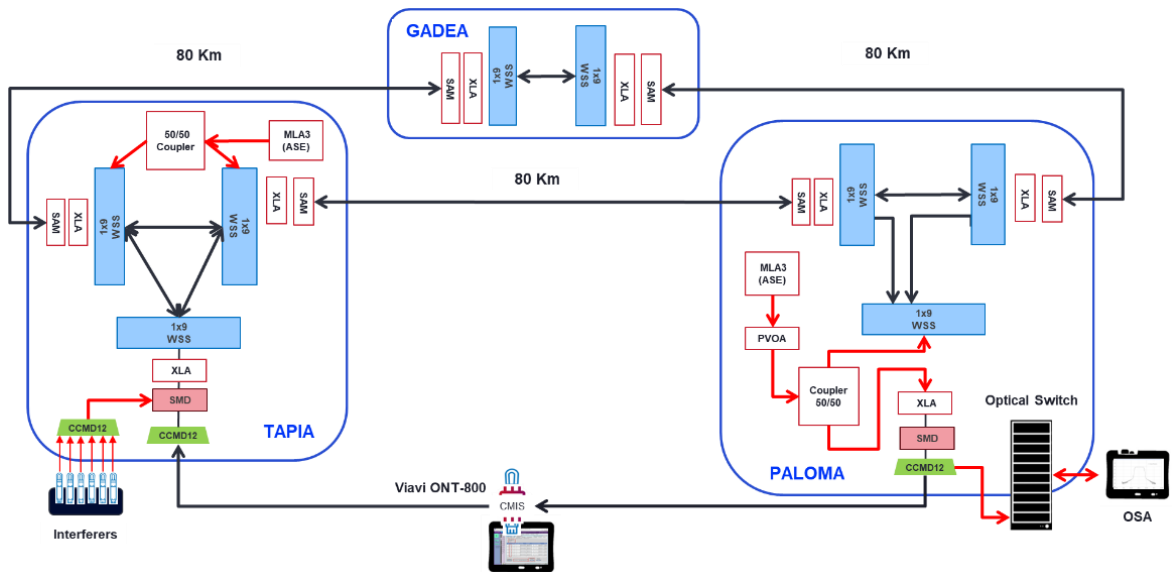 GADEA
80 Km
80 Km
SAM
XLA
1x9
WSS
1x9
WSS
XLA
SAM
50/50
Coupler
MLA3
(ASE)
SAM
XLA
1x9
WSS
1x9
WSS
XLA
SAM
80 Km
SAM
XLA
1x9
WSS
1x9
WSS
XLA
SAM
1x9
WSS
XLA
SMD
CCMD12
CCMD12
TAPIA
Interferers
MLA3
(ASE)
PVOA
Coupler
50/50
1x9
WSS
XLA
SMD
CCMD12
PALOMA
Optical Switch
OSA
Viavi ONT-800
CMIS